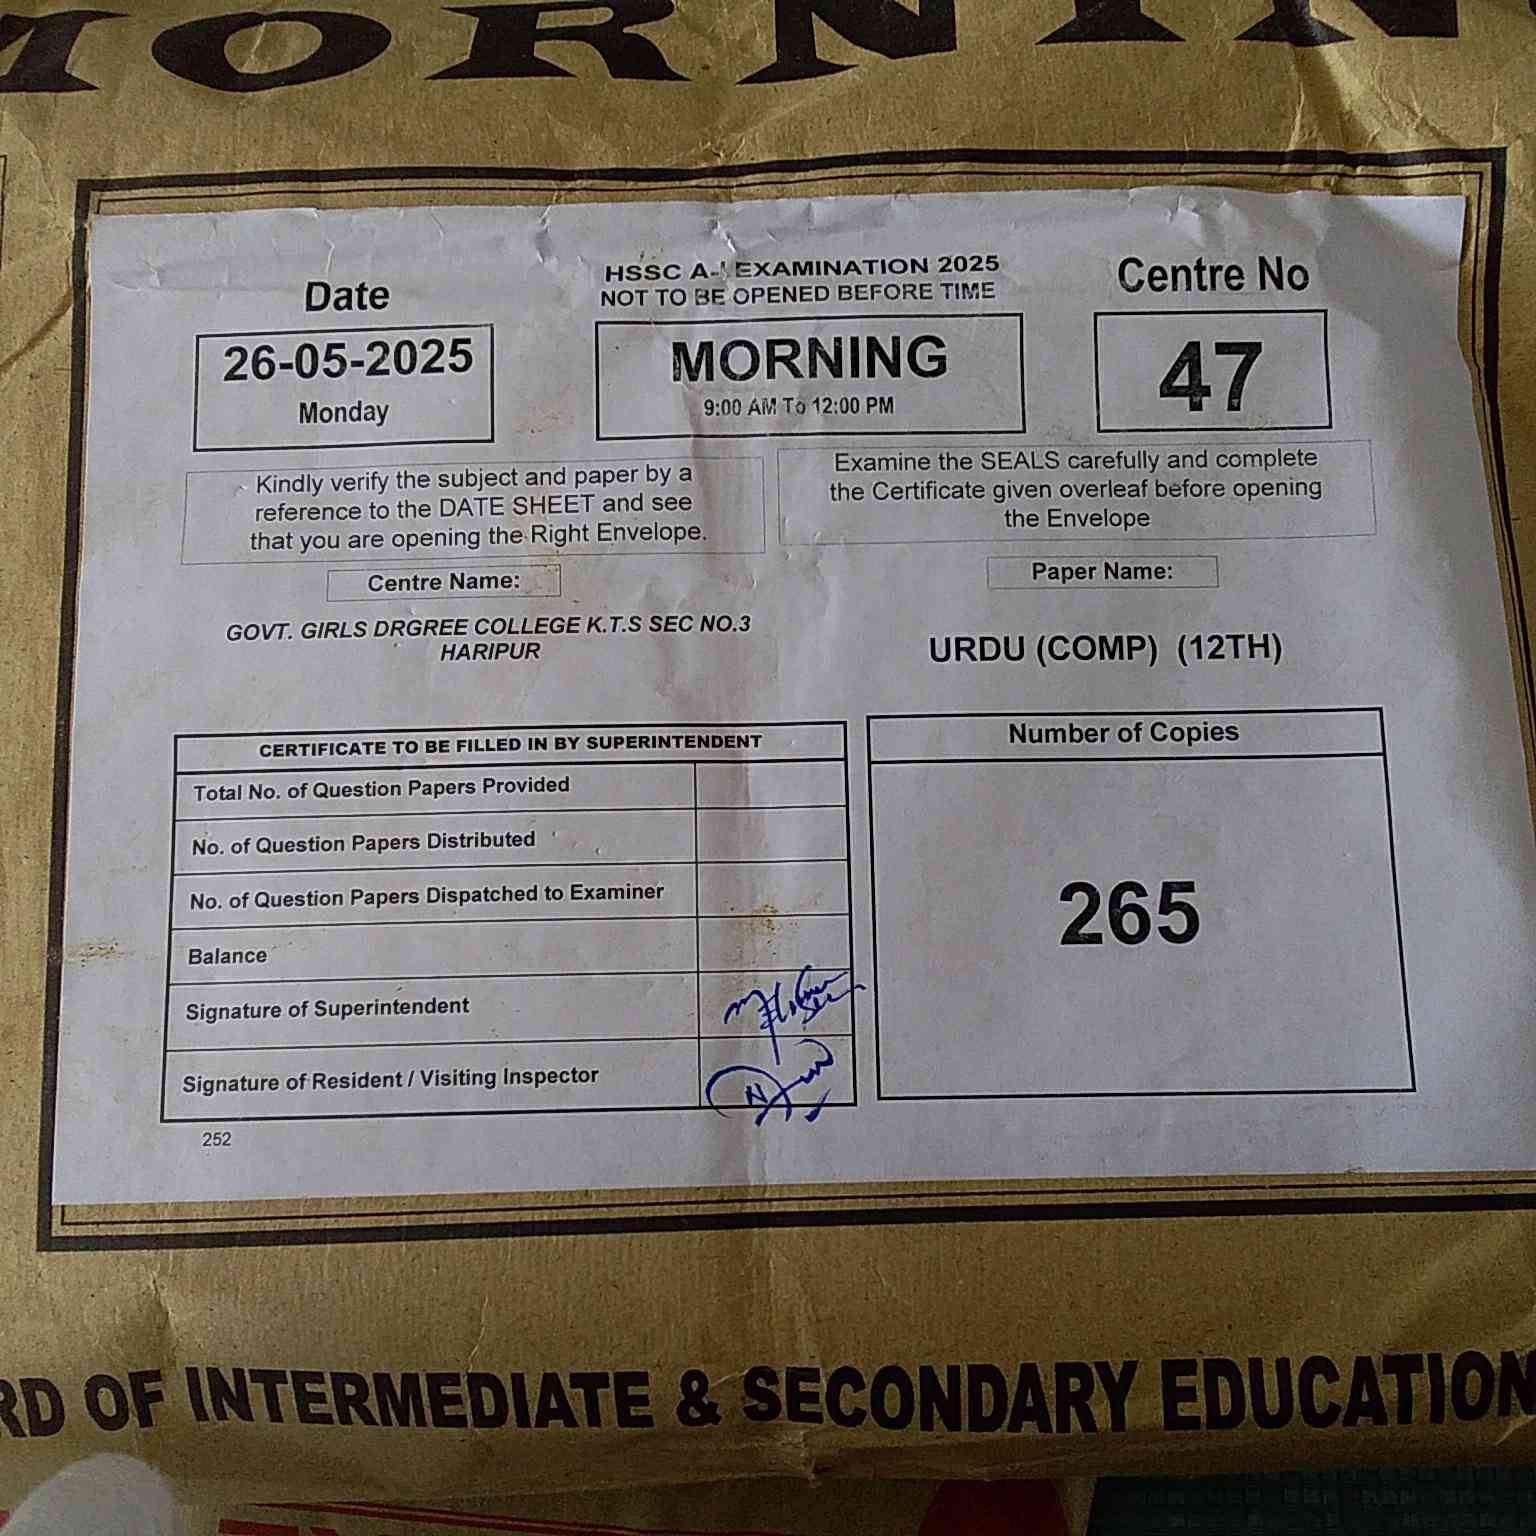 MORNIN
HSSC A-I EXAMINATION 2025
NOT TO BE OPENED BEFORE TIME
Date
26-05-2025
Monday
MORNING
9:00 AM To 12:00 PM
Centre No
47
Kindly verify the subject and paper by a
reference to the DATE SHEET and see
that you are opening the Right Envelope.
Examine the SEALS carefully and complete
the Certificate given overleaf before opening
the Envelope
Centre Name:
GOVT. GIRLS DRGREE COLLEGE K.T.S SEC NO.3
HARIPUR
Paper Name:
URDU (COMP) (12TH)
CERTIFICATE TO BE FILLED IN BY SUPERINTENDENT
Total No. of Question Papers Provided
No. of Question Papers Distributed
No. of Question Papers Dispatched to Examiner
Balance
Signature of Superintendent
Signature of Resident / Visiting Inspector
252
Number of Copies
265
RD OF INTERMEDIATE & SECONDARY EDUCATION